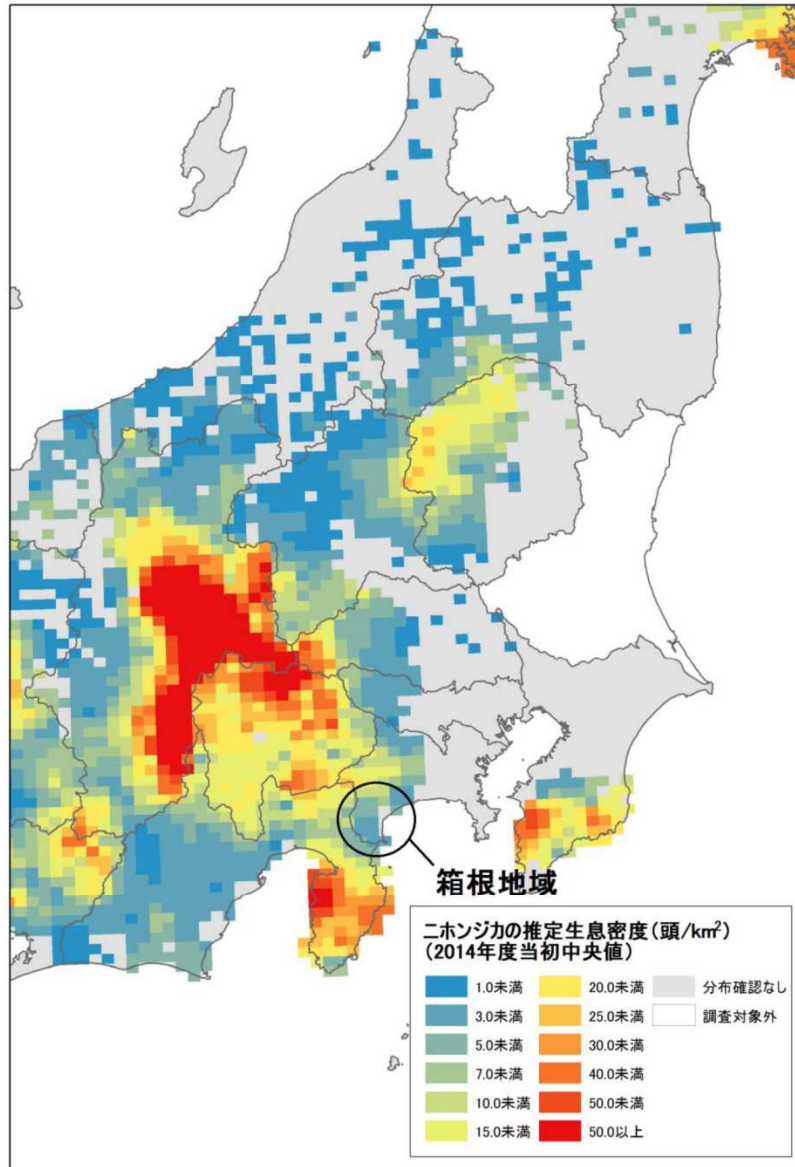 箱根地域
ニホンジカの推定生息密度(頭/km²)
(2014年度当初中央値)
1.0未満
3.0未満
5.0未満
7.0未満
10.0未満
15.0未満
20.0未満
25.0未満
30.0未満
40.0未満
50.0未満
50.0以上
分布確認なし
調査対象外